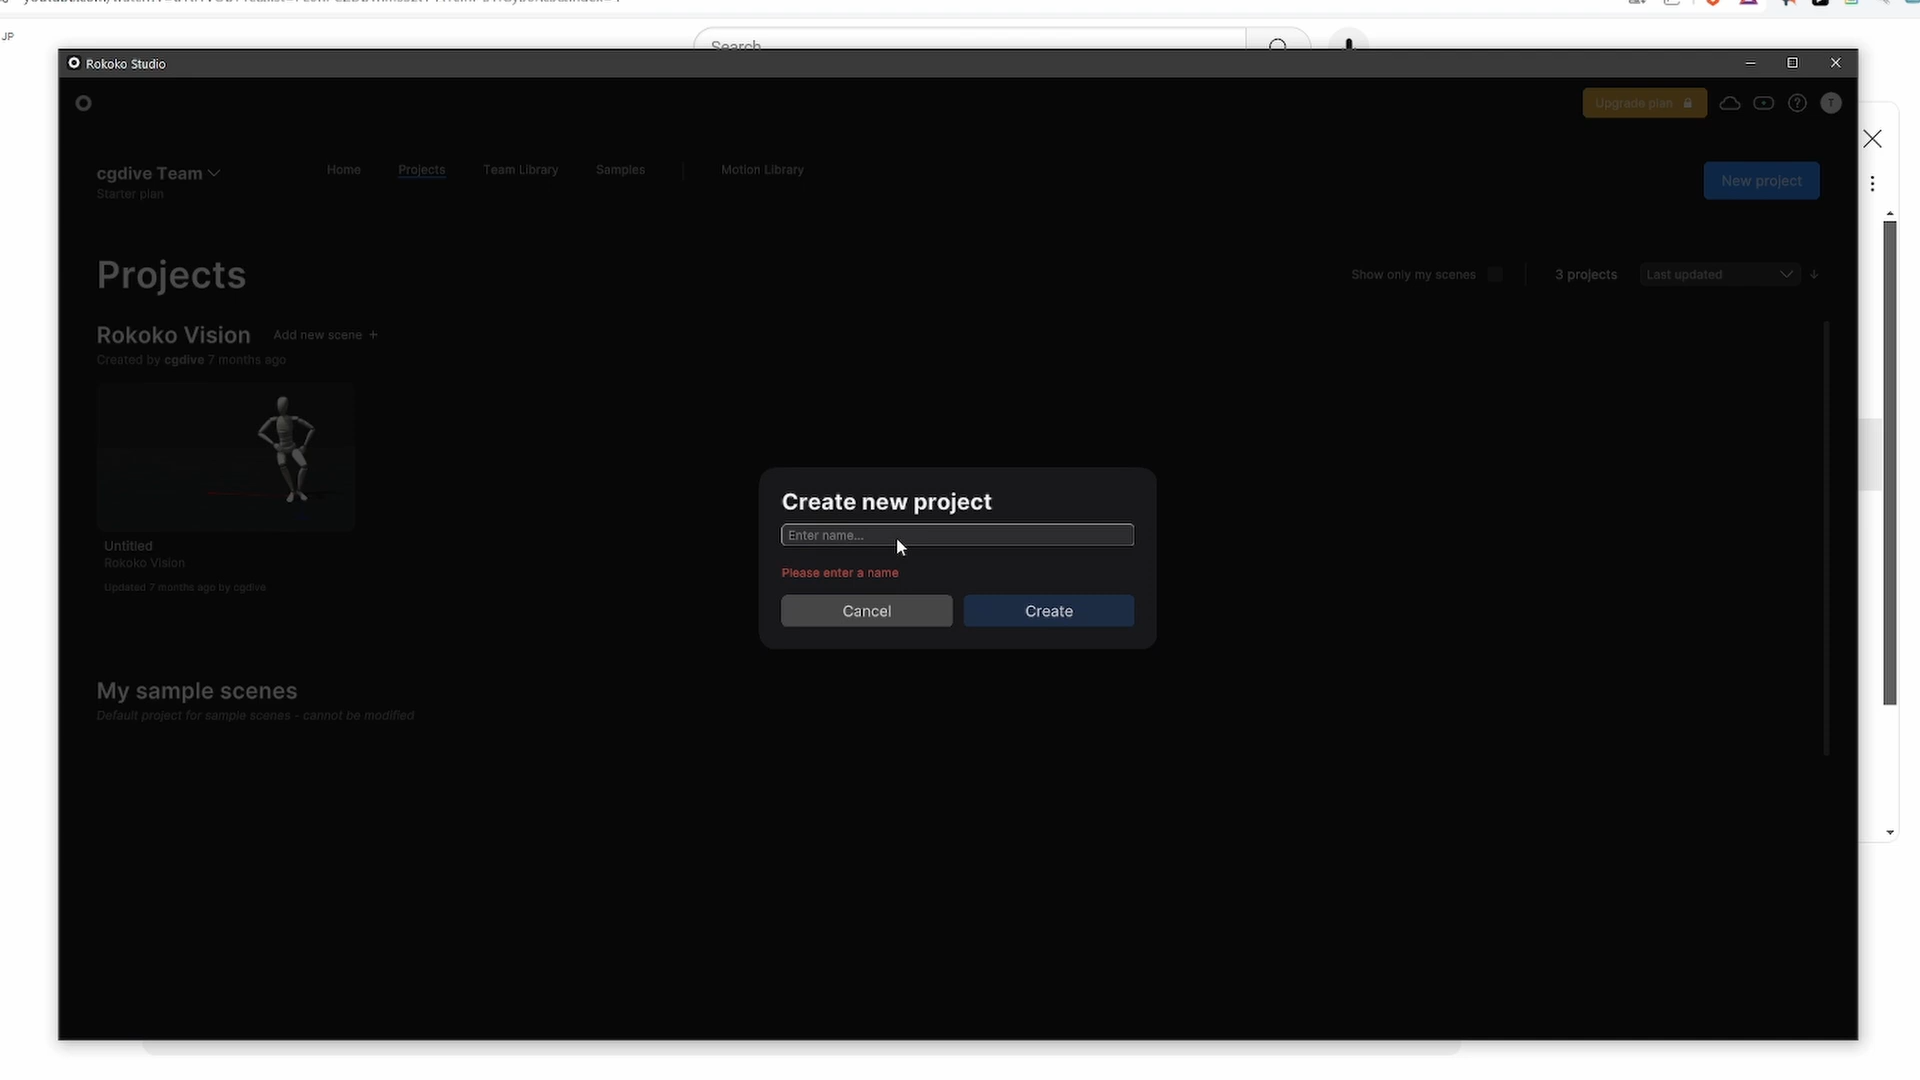 JP
Search
Rokoko Studio
Upgrade plan
T
cgdive Team
Starter plan
Home
Projects
Team Library
Samples
Motion Library
New project
Projects
Show only my scenes
3 projects
Last updated
Rokoko Vision
Add new scene +
Created by cgdive 7 months ago
Untitled
Rokoko Vision
Updated 7 months ago by cgdive
Create new project
Enter name...
Please enter a name
Cancel
Create
My sample scenes
Default project for sample scenes - cannot be modified